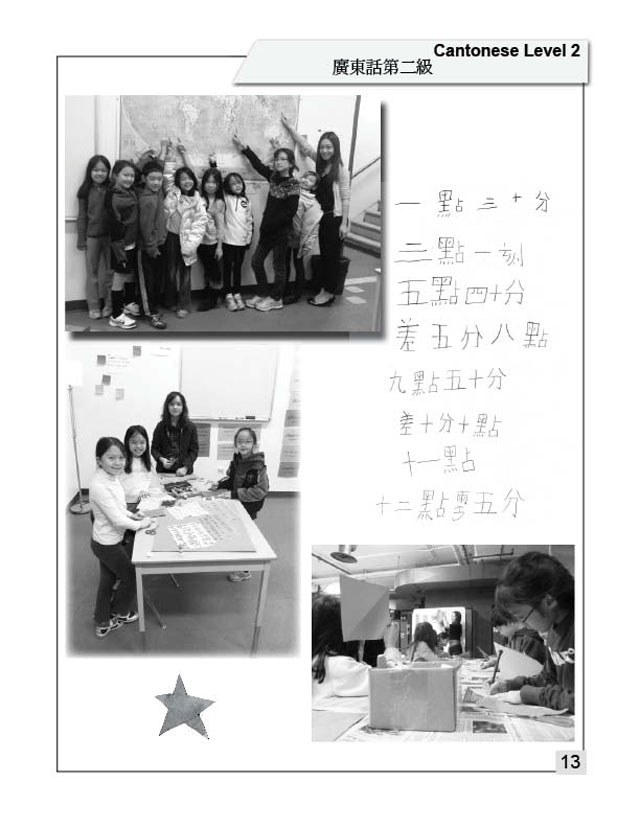 Cantonese Level 2
廣東話第二級
一點三十分
三點一刻
五點四十分
差五分八點
九點五十分
差十分十點
十一點
十二點零五分
13